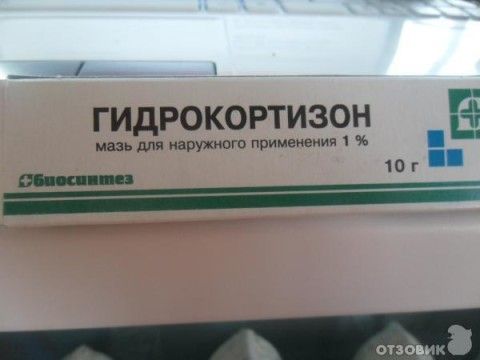 ГИДРОКОРТИЗОН
мазь для наружного применения 1 %
10 г
биосинтез
ОТЗОВИК